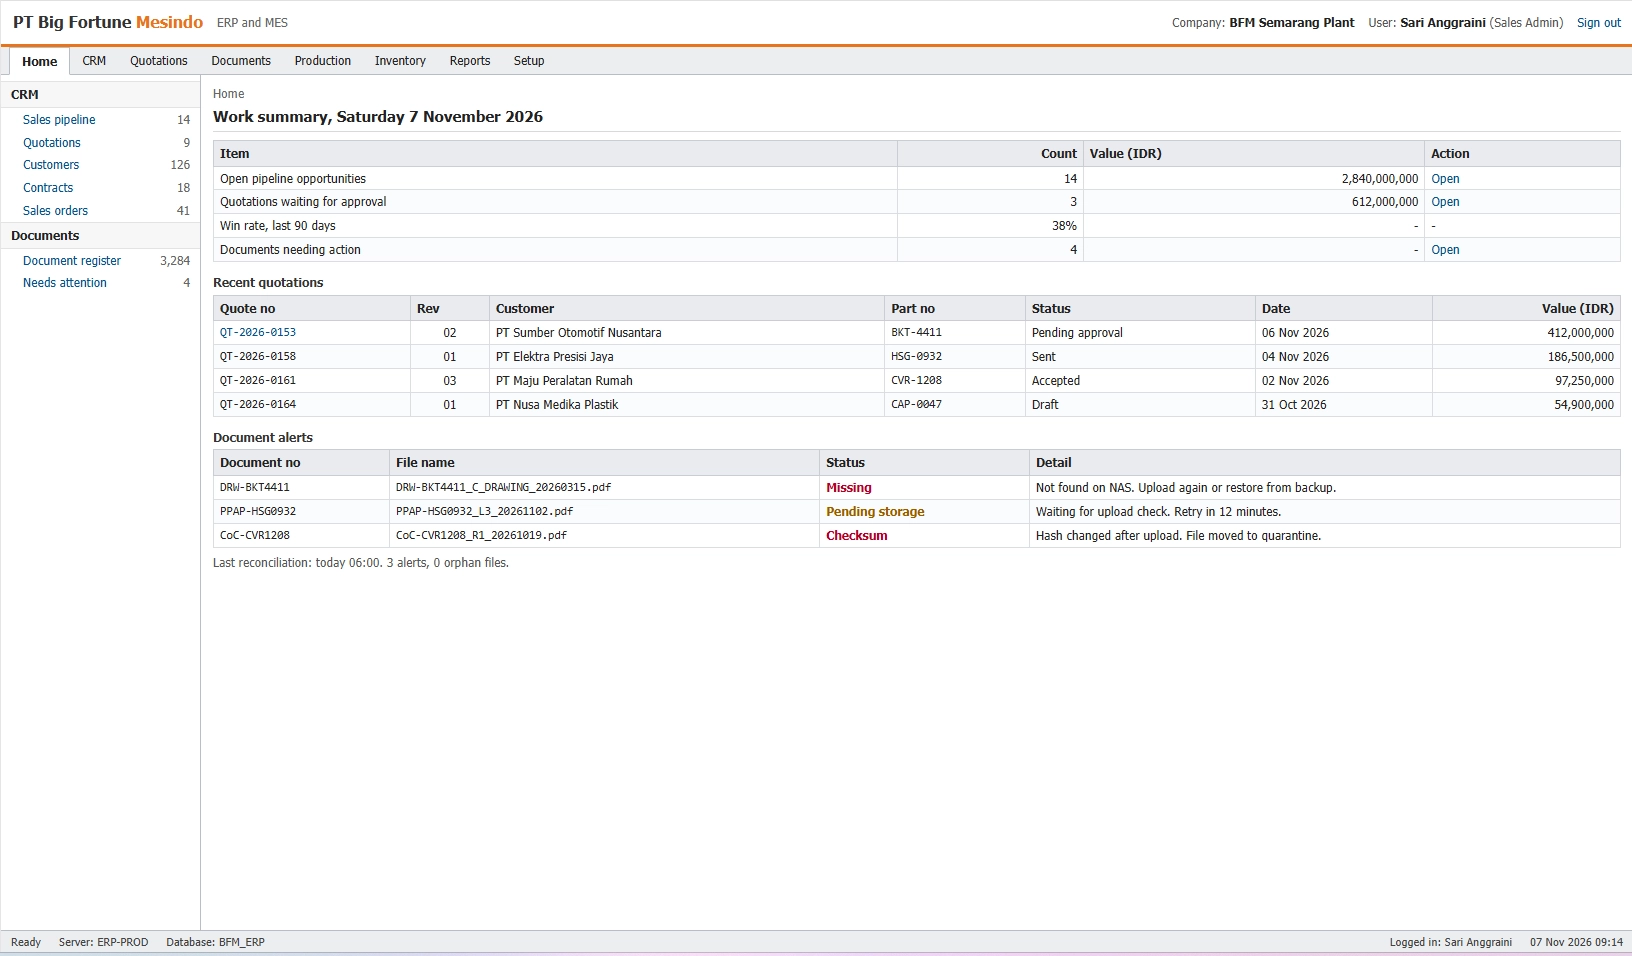 PT Big Fortune Mesindo ERP and MES Company: BFM Semarang Plant User: Sari Anggraini (Sales Admin) Sign out
Home CRM Quotations Documents Production Inventory Reports Setup
CRM
Sales pipeline 14
Quotations 9
Customers 126
Contracts 18
Sales orders 41
Documents
Document register 3,284
Needs attention 4
Home
Work summary, Saturday 7 November 2026
Item Count Value (IDR) Action
Open pipeline opportunities 14 2,840,000,000 Open
Quotations waiting for approval 3 612,000,000 Open
Win rate, last 90 days 38% - -
Documents needing action 4 - Open
Recent quotations
Quote no Rev Customer Part no Status Date Value (IDR)
QT-2026-0153 02 PT Sumber Otomotif Nusantara BKT-4411 Pending approval 06 Nov 2026 412,000,000
QT-2026-0158 01 PT Elektra Presisi Jaya HSG-0932 Sent 04 Nov 2026 186,500,000
QT-2026-0161 03 PT Maju Peralatan Rumah CVR-1208 Accepted 02 Nov 2026 97,250,000
QT-2026-0164 01 PT Nusa Medika Plastik CAP-0047 Draft 31 Oct 2026 54,900,000
Document alerts
Document no File name Status Detail
DRW-BKT4411 DRW-BKT4411_C_DRAWING_20260315.pdf Missing Not found on NAS. Upload again or restore from backup.
PPAP-HSG0932 PPAP-HSG0932_L3_20261102.pdf Pending storage Waiting for upload check. Retry in 12 minutes.
CoC-CVR1208 CoC-CVR1208_R1_20261019.pdf Checksum Hash changed after upload. File moved to quarantine.
Last reconciliation: today 06:00. 3 alerts, 0 orphan files.
Ready Server: ERP-PROD Database: BFM_ERP Logged in: Sari Anggraini 07 Nov 2026 09:14